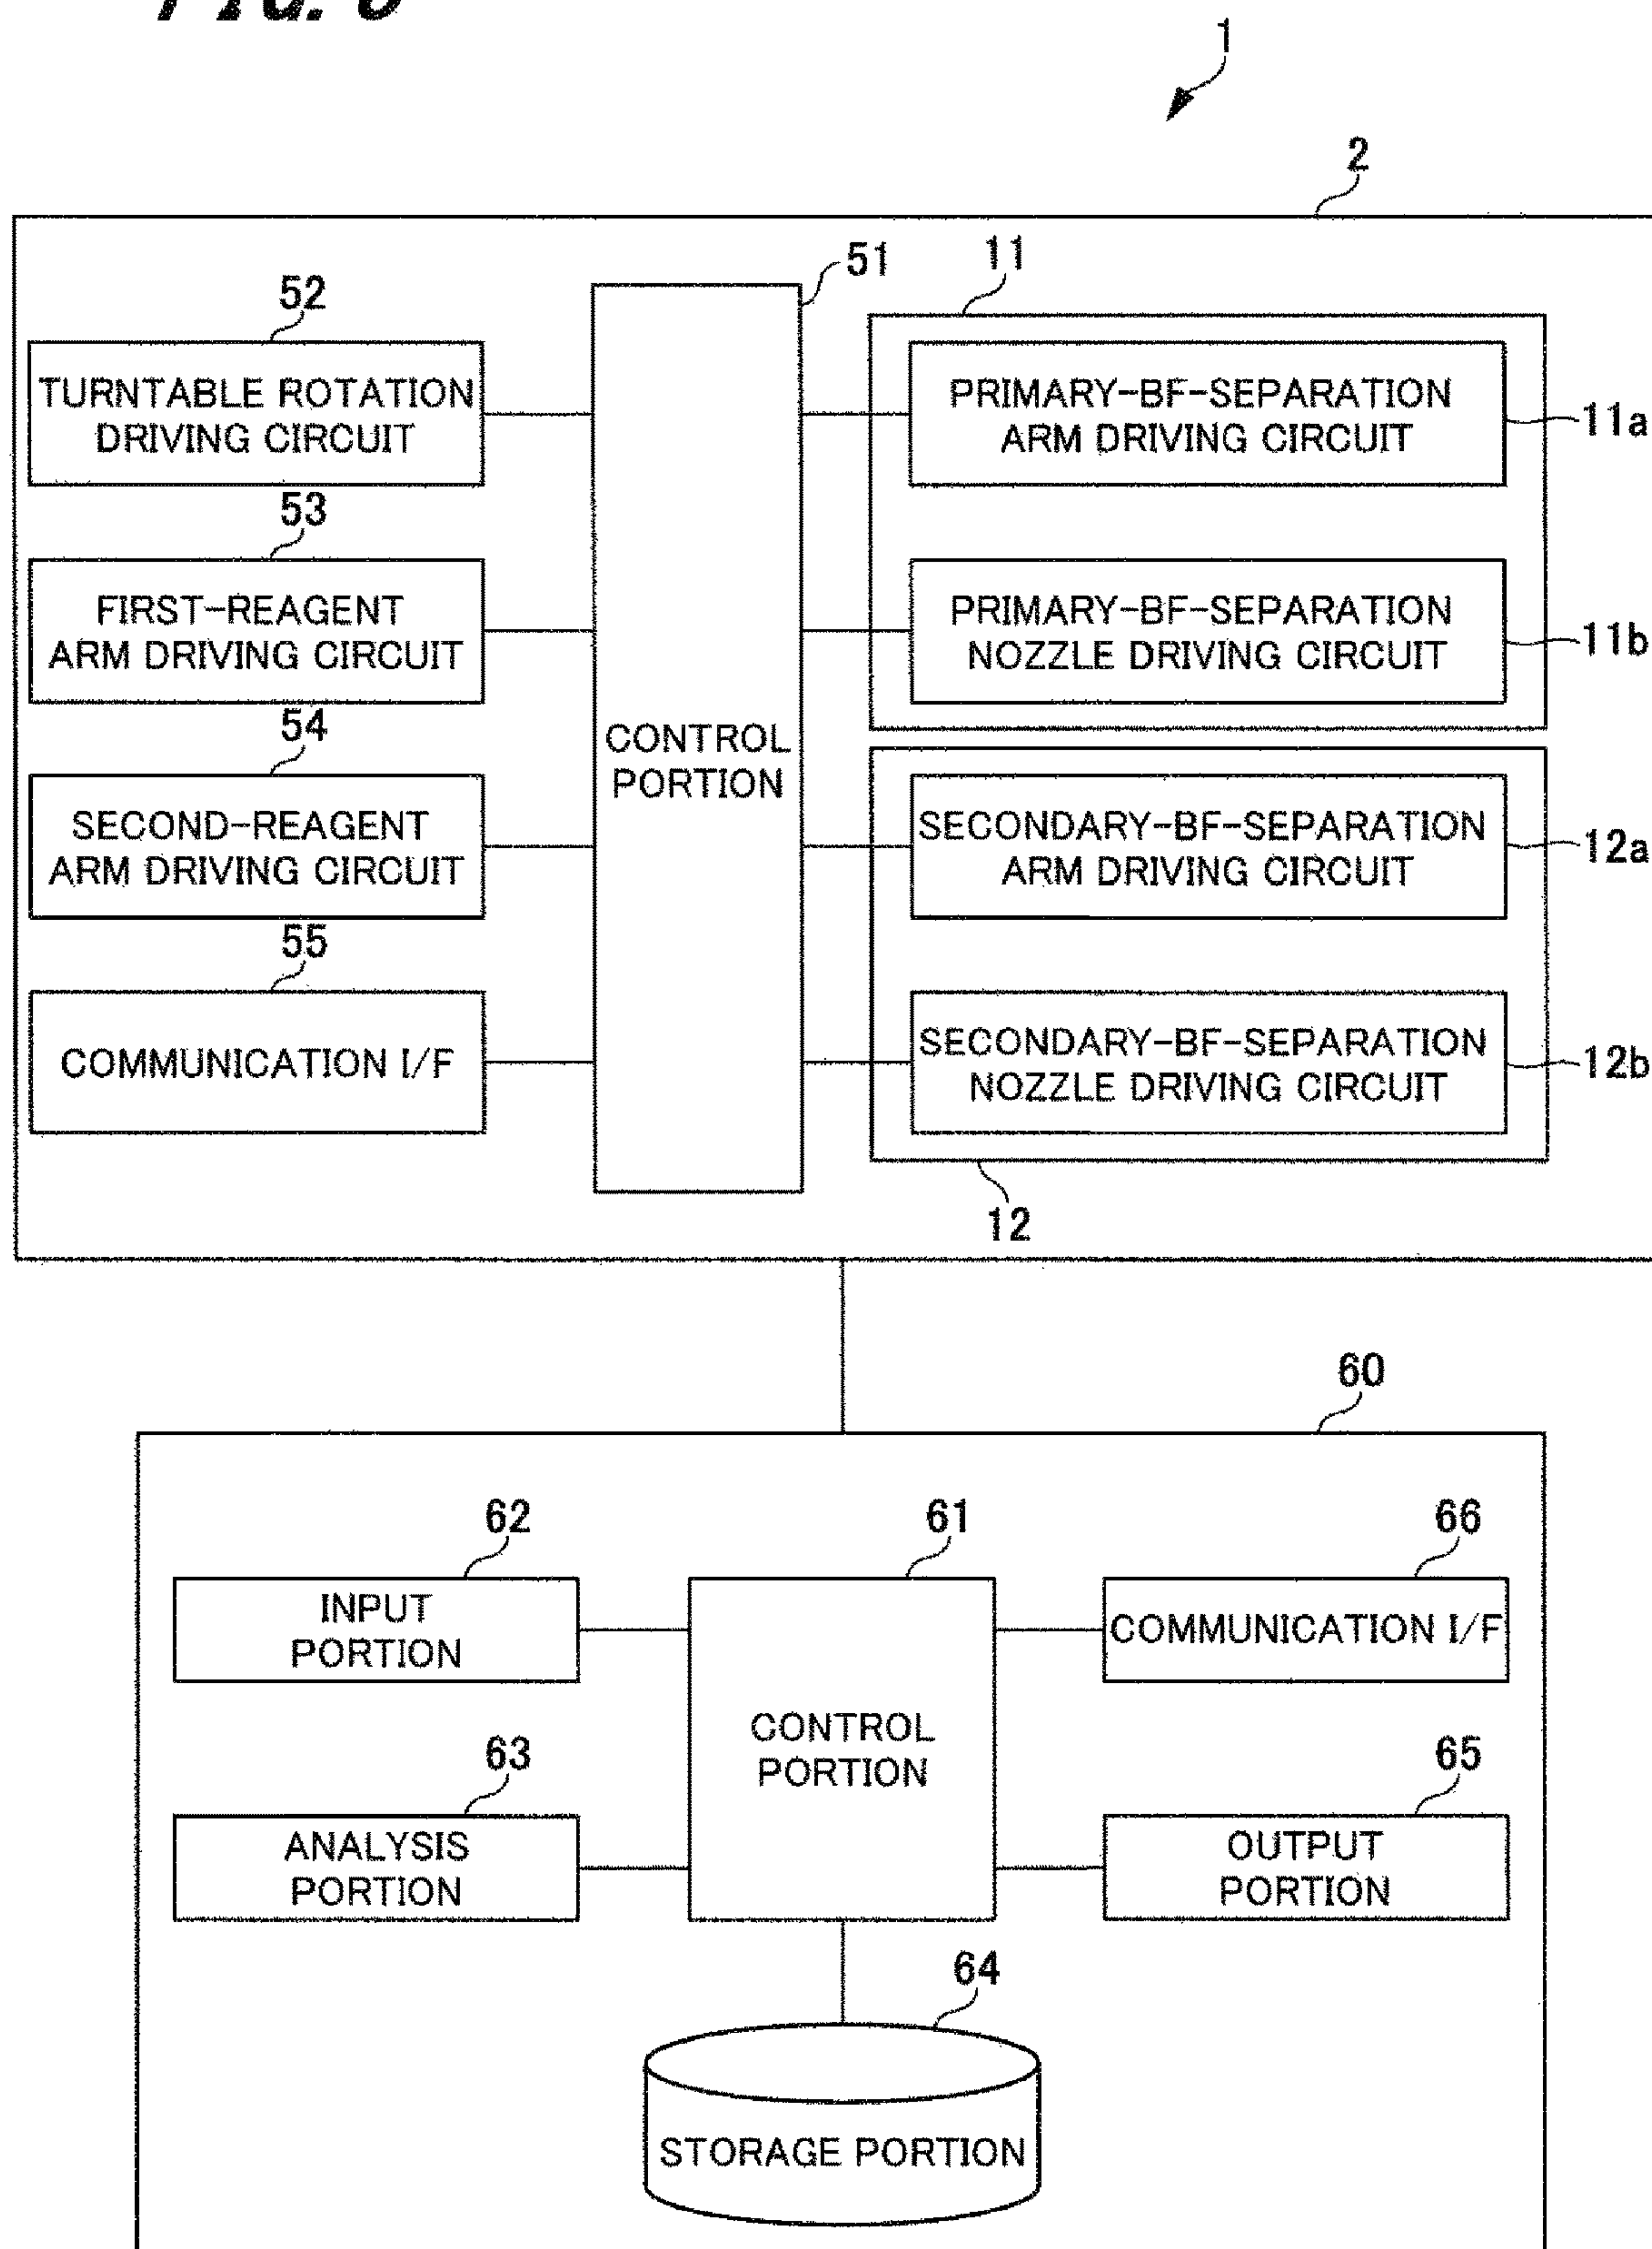 1
2
51
11
52
TURNTABLE ROTATION
DRIVING CIRCUIT
PRIMARY-BF-SEPARATION
ARM DRIVING CIRCUIT
11a
53
FIRST-REAGENT
ARM DRIVING CIRCUIT
PRIMARY-BF-SEPARATION
NOZZLE DRIVING CIRCUIT
11b
CONTROL
PORTION
54
SECOND-REAGENT
ARM DRIVING CIRCUIT
SECONDARY-BF-SEPARATION
ARM DRIVING CIRCUIT
12a
55
COMMUNICATION I/F
SECONDARY-BF-SEPARATION
NOZZLE DRIVING CIRCUIT
12b
12
60
62
61
66
INPUT
PORTION
COMMUNICATION I/F
CONTROL
PORTION
63
65
ANALYSIS
PORTION
OUTPUT
PORTION
64
STORAGE PORTION